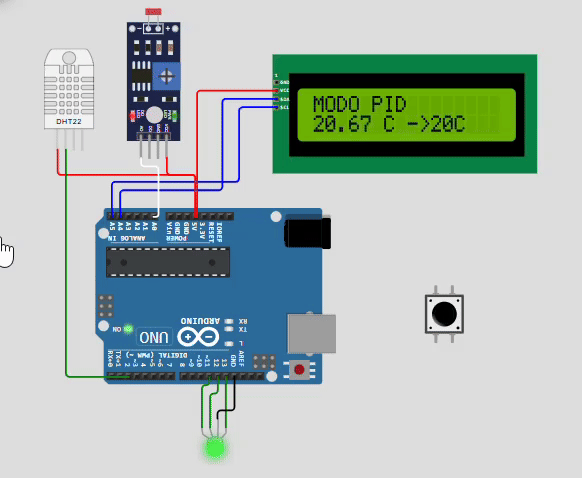 DHT22
MODO PID
20.67 C ->20C
1
GND
VCC
SDA
SCL
A5
A4
A3
A2
A1
A0
ANALOG IN
Vin
GND
GND
5V
3.3V
RESET
IOREF
POWER
ARDUINO
UNO
ON
RX
TX
L
RX←0
TX→1
2
~3
4
~5
~6
7
8
~9
~10
~11
12
13
GND
AREF
DIGITAL (PWM ~)